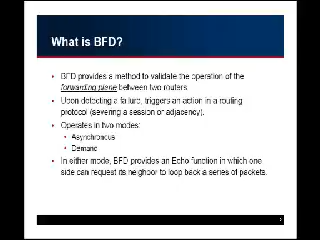 What is BFD?
BFD provides a method to validate the operation of the
forwarding plane between two routers
Upon detecting a failure, triggers an action in a routing
protocol (severing a session or adjacency).
Operates in two modes:
Asynchronous
Demand
In either mode, BFD provides an Echo function in which one
side can request its neighbor to loop back a series of packets.